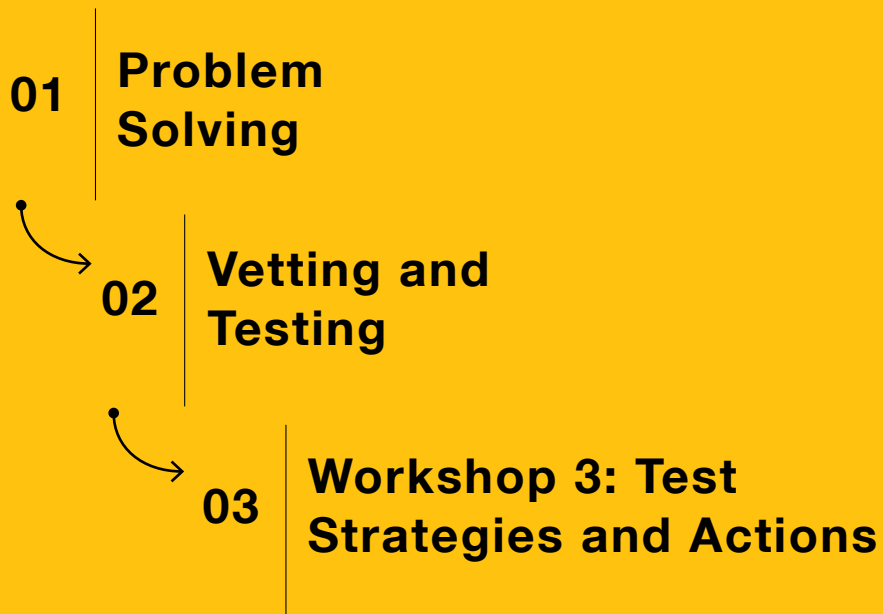 01
Problem
Solving
02
Vetting and
Testing
03
Workshop 3: Test
Strategies and Actions